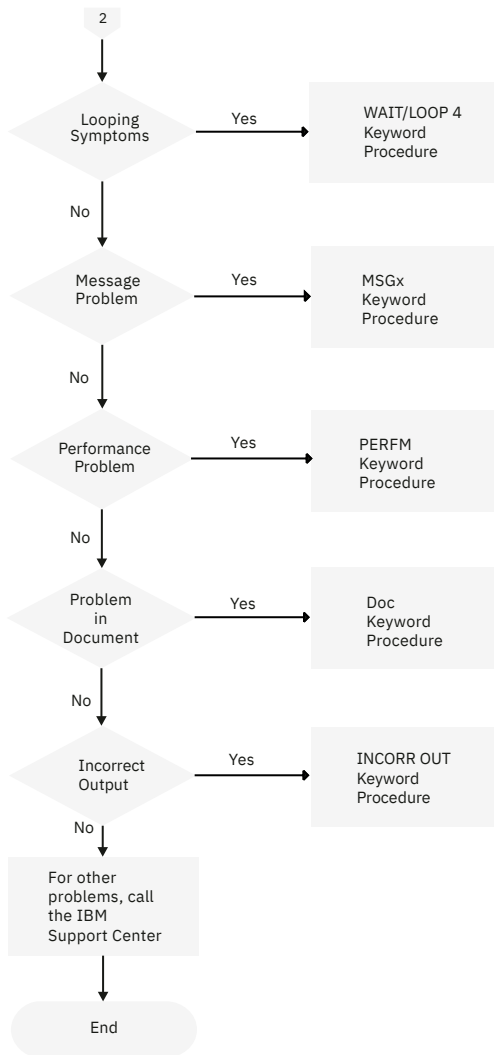 2
Looping
Symptoms
Yes
WAIT/LOOP 4
Keyword
Procedure
No
Message
Problem
Yes
MSGx
Keyword
Procedure
No
Performance
Problem
Yes
PERFM
Keyword
Procedure
No
Problem
in
Document
Yes
Doc
Keyword
Procedure
No
Incorrect
Output
Yes
INCORR OUT
Keyword
Procedure
No
For other
problems, call
the IBM
Support Center
End